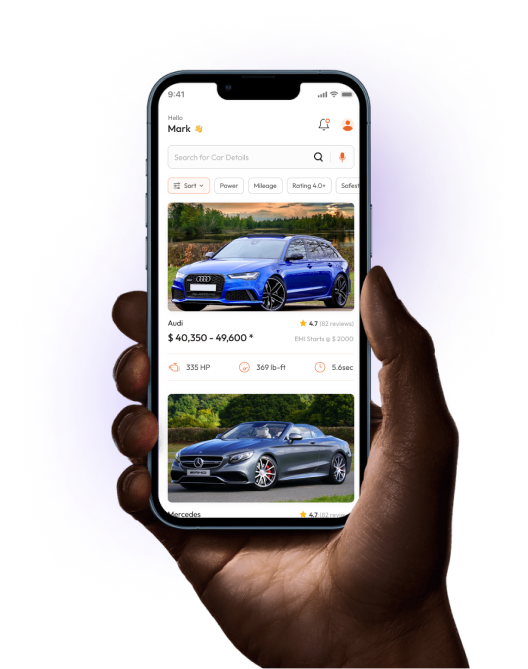 9:41
Hello
Mark 👋
Search for Car Details
Sort
Power
Mileage
Rating 4.0+
Safest
Audi
4.7 (82 reviews)
$ 40,350 - 49,600 *
EMI Starts @ $ 2000
335 HP
369 lb-ft
5.6sec
Mercedes
4.7